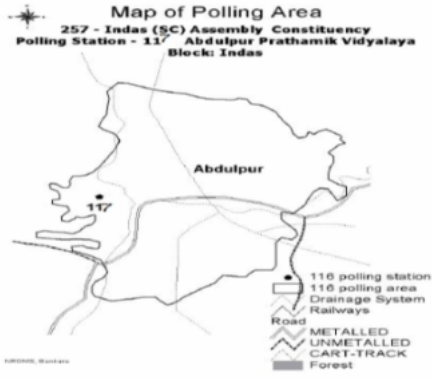 Map of Polling Area
257 - Indas (SC) Assembly Constituency
Polling Station - 117 Abdulpur Prathamik Vidyalaya
Block: Indas
Abdulpur
117
116 polling station
116 polling area
Drainage System
Railways
Road
METALLED
UNMETALLED
CART-TRACK
Forest